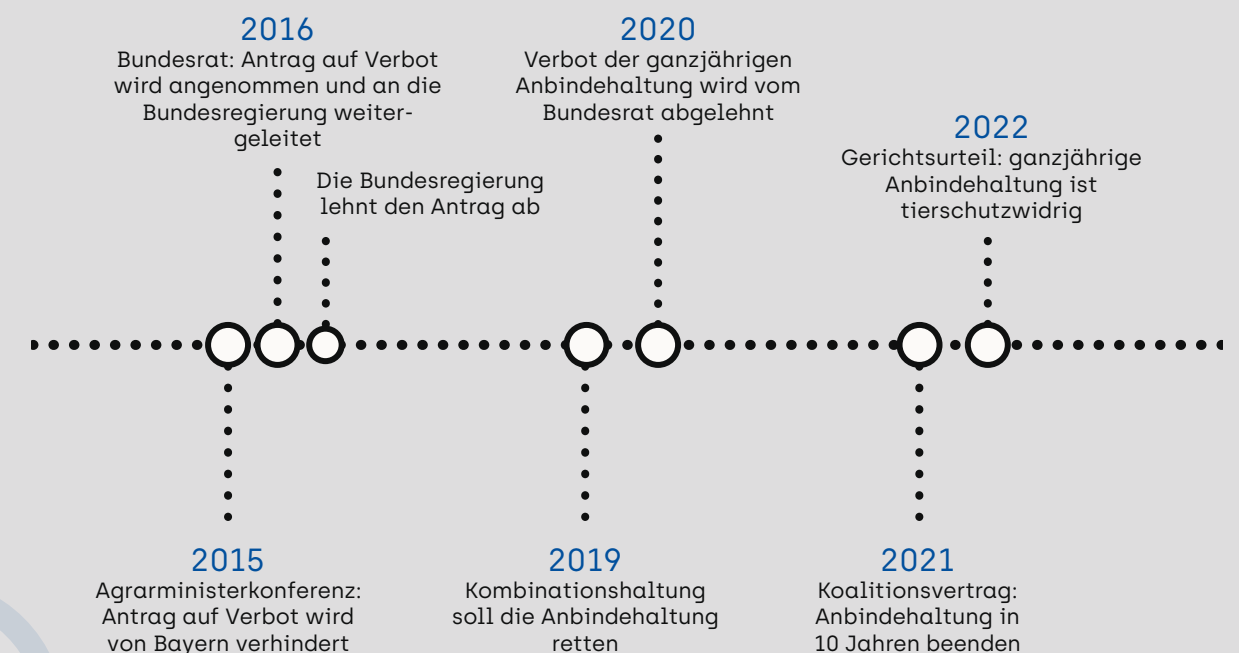 2016
Bundesrat: Antrag auf Verbot
wird angenommen und an die
Bundesregierung weiter-
geleitet
Die Bundesregierung
lehnt den Antrag ab
2020
Verbot der ganzjährigen
Anbindehaltung wird vom
Bundesrat abgelehnt
2022
Gerichtsurteil: ganzjährige
Anbindehaltung ist
tierschutzwidrig
2015
Agrarministerkonferenz:
Antrag auf Verbot wird
von Bayern verhindert
2019
Kombinationshaltung
soll die Anbindehaltung
retten
2021
Koalitionsvertrag:
Anbindehaltung in
10 Jahren beenden